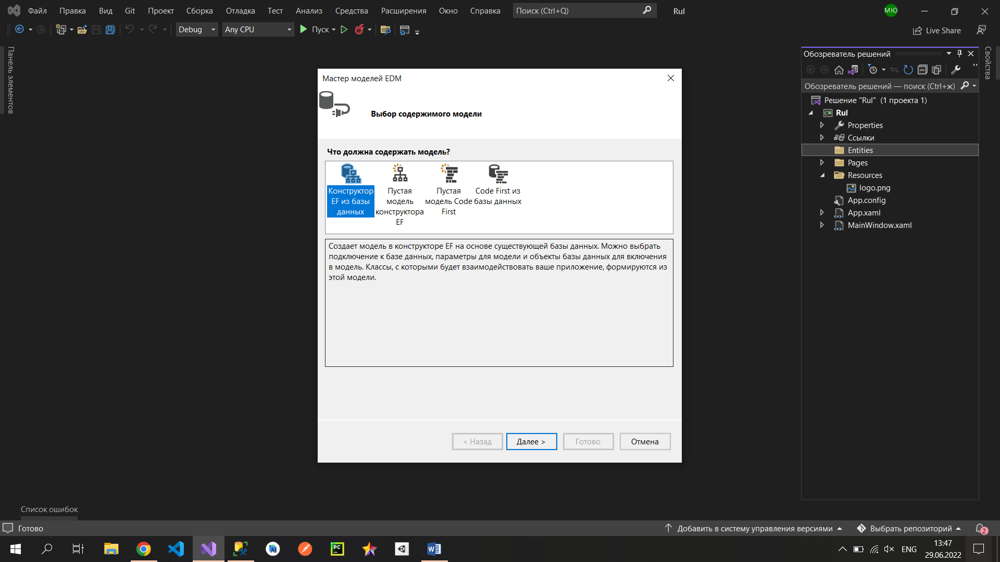 Файл Правка Вид Git Проект Сборка Отладка Тест Анализ Средства Расширения Окно Справка Поиск (Ctrl+Q) Rul МЮ
Debug Any CPU Пуск Live Share
Панель элементов
Мастер моделей EDM
Выбор содержимого модели
Что должна содержать модель?
Конструктор
EF из базы
данных
Пустая
модель
конструктора
EF
Пустая
модель Code
First
Code First из
базы данных
Создает модель в конструкторе EF на основе существующей базы данных. Можно выбрать
подключение к базе данных, параметры для модели и объекты базы данных для включения
в модель. Классы, с которыми будет взаимодействовать ваше приложение, формируются из
этой модели.
< Назад Далее > Готово Отмена
Обозреватель решений
Обозреватель решений — поиск (Ctrl+ж)
Решение "Rul" (1 проекта 1)
C# Rul
Properties
Ссылки
Entities
Pages
Resources
logo.png
App.config
App.xaml
MainWindow.xaml
Свойства
Список ошибок
Готово Добавить в систему управления версиями Выбрать репозиторий 2
PC W ENG 13:47
29.06.2022